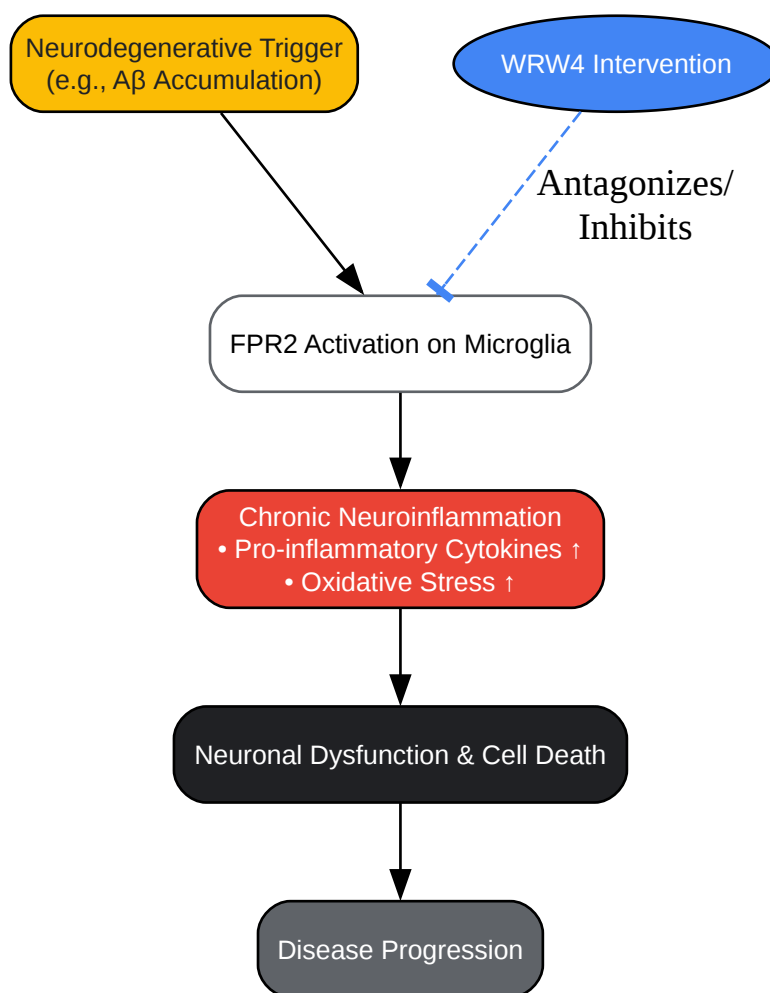 Neurodegenerative Trigger
(e.g., Aβ Accumulation)
WRW4 Intervention
Antagonizes/
Inhibits
FPR2 Activation on Microglia
Chronic Neuroinflammation
• Pro-inflammatory Cytokines ↑
• Oxidative Stress ↑
Neuronal Dysfunction & Cell Death
Disease Progression